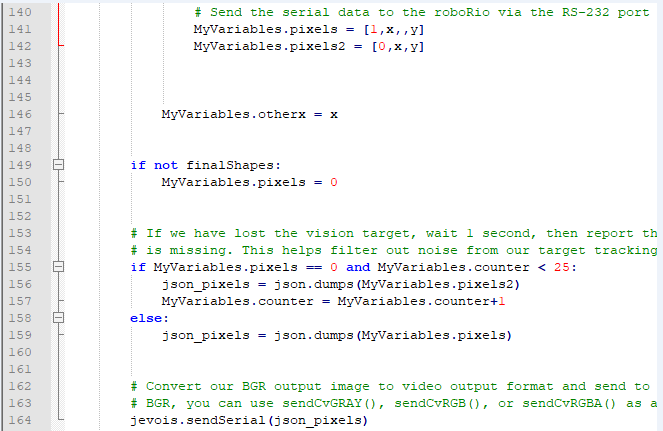 140 # Send the serial data to the roboRio via the RS-232 port
141 MyVariables.pixels = [1,x,,y]
142 MyVariables.pixels2 = [0,x,y]
143
144
145
146 MyVariables.otherx = x
147
148
149 if not finalShapes:
150 MyVariables.pixels = 0
151
152
153 # If we have lost the vision target, wait 1 second, then report th
154 # is missing. This helps filter out noise from our target tracking
155 if MyVariables.pixels == 0 and MyVariables.counter < 25:
156 json_pixels = json.dumps(MyVariables.pixels2)
157 MyVariables.counter = MyVariables.counter+1
158 else:
159 json_pixels = json.dumps(MyVariables.pixels)
160
161
162 # Convert our BGR output image to video output format and send to
163 # BGR, you can use sendCvGRAY(), sendCvRGB(), or sendCvRGBA() as a
164 jevois.sendSerial(json_pixels)